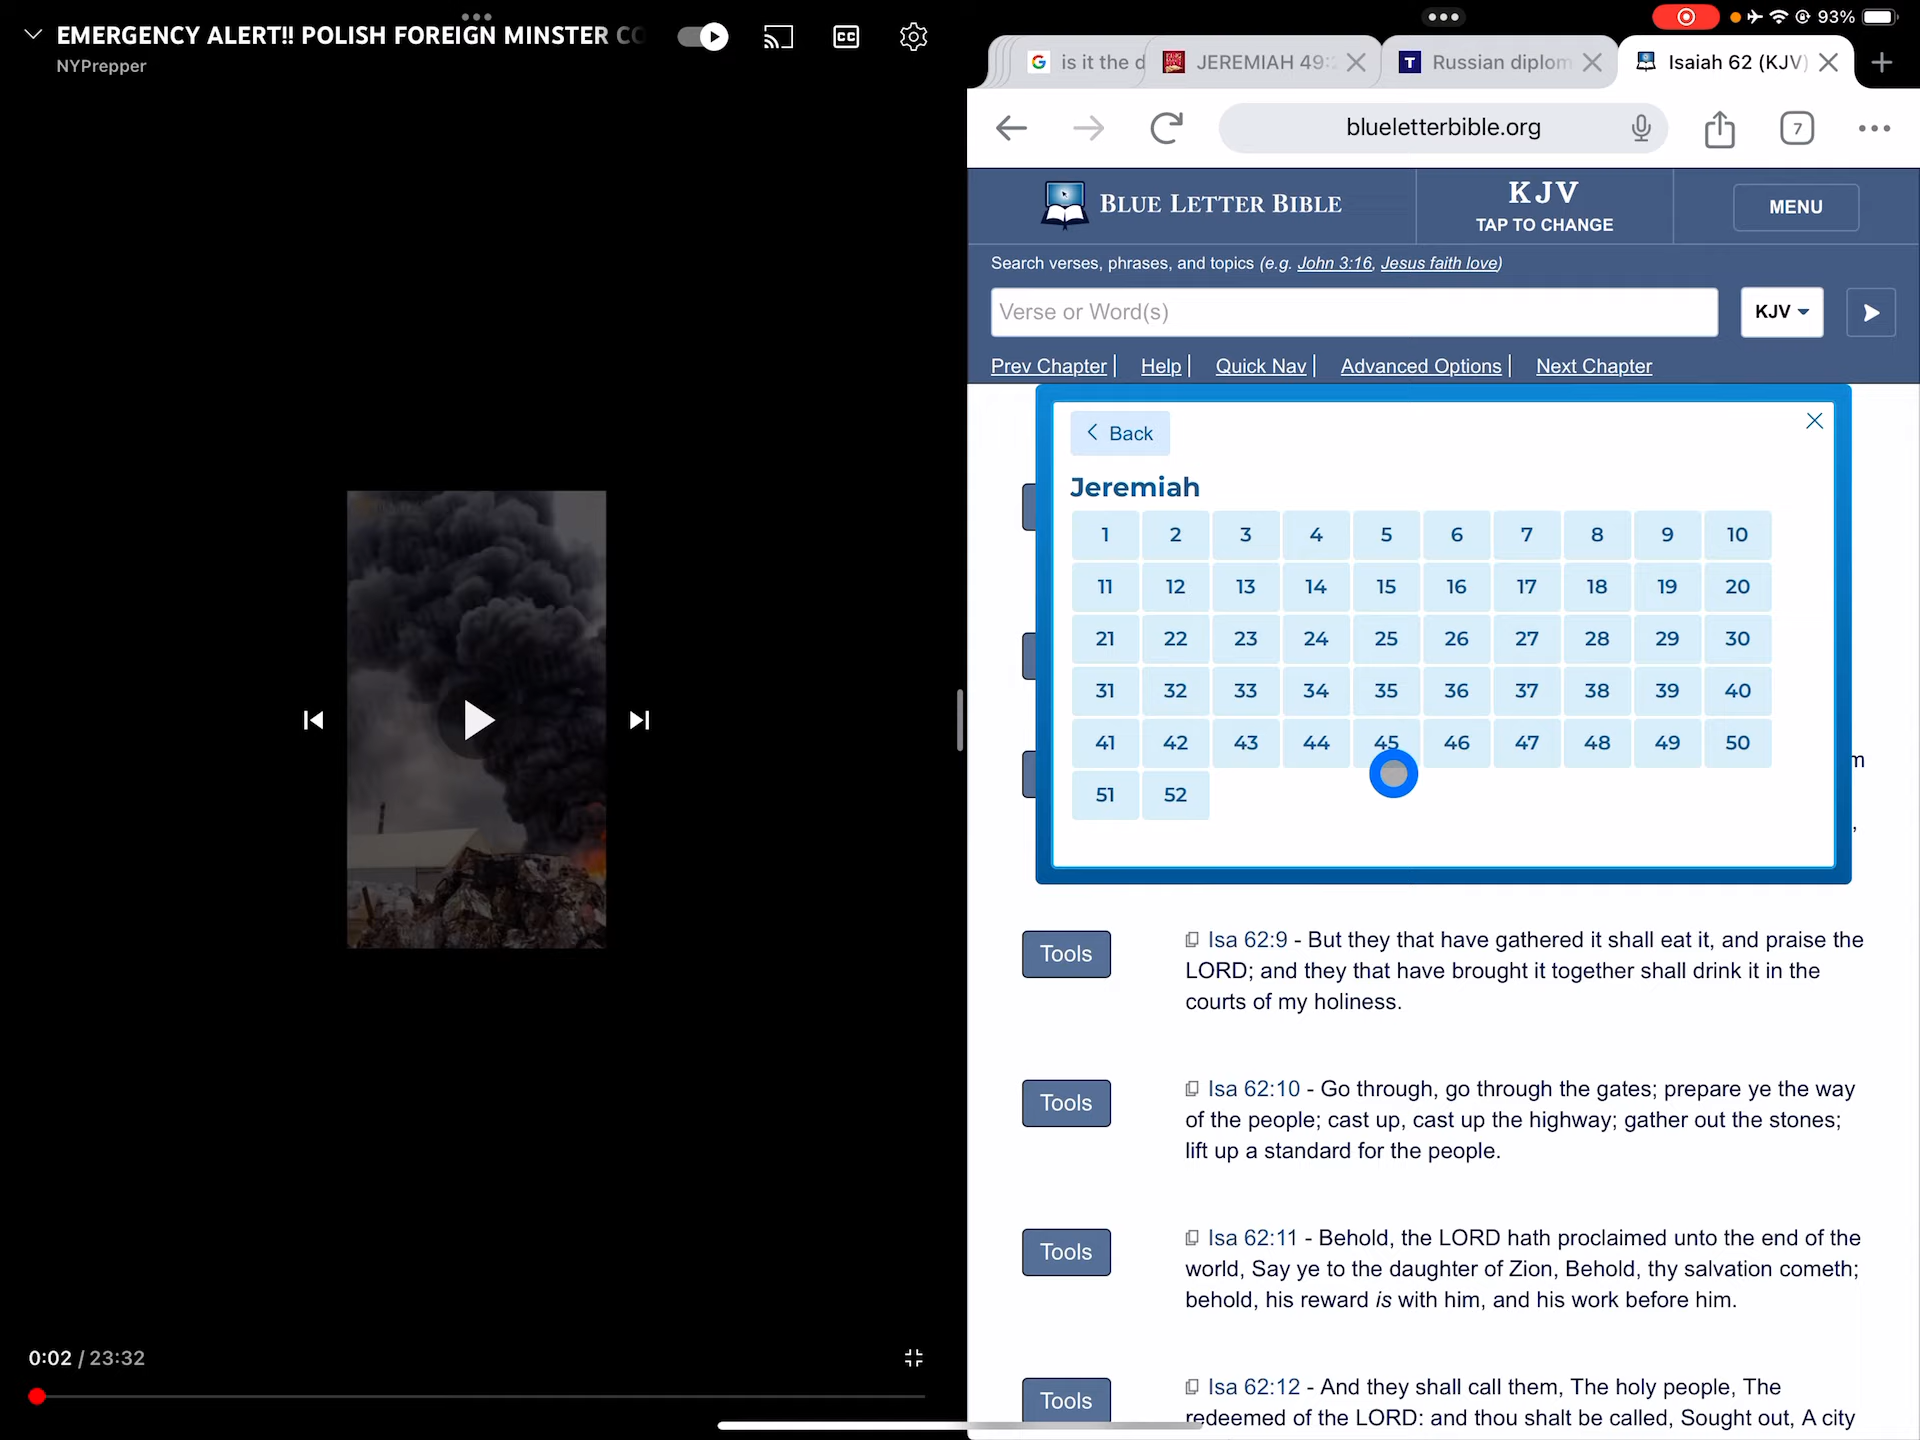 EMERGENCY ALERT!! POLISH FOREIGN MINSTER CO
NYPrepper
CC
0:02 / 23:32
93%
is it the d
JEREMIAH 49:2
Russian diplom
Isaiah 62 (KJV)
blueletterbible.org
7
BLUE LETTER BIBLE
KJV
TAP TO CHANGE
MENU
Search verses, phrases, and topics (e.g. John 3:16, Jesus faith love)
Verse or Word(s)
KJV
Prev Chapter | Help | Quick Nav | Advanced Options | Next Chapter
Back
Jeremiah
1 2 3 4 5 6 7 8 9 10
11 12 13 14 15 16 17 18 19 20
21 22 23 24 25 26 27 28 29 30
31 32 33 34 35 36 37 38 39 40
41 42 43 44 45 46 47 48 49 50
51 52
m
,
Tools
Isa 62:9 - But they that have gathered it shall eat it, and praise the
LORD; and they that have brought it together shall drink it in the
courts of my holiness.
Tools
Isa 62:10 - Go through, go through the gates; prepare ye the way
of the people; cast up, cast up the highway; gather out the stones;
lift up a standard for the people.
Tools
Isa 62:11 - Behold, the LORD hath proclaimed unto the end of the
world, Say ye to the daughter of Zion, Behold, thy salvation cometh;
behold, his reward is with him, and his work before him.
Tools
Isa 62:12 - And they shall call them, The holy people, The
redeemed of the LORD: and thou shalt be called, Sought out, A city